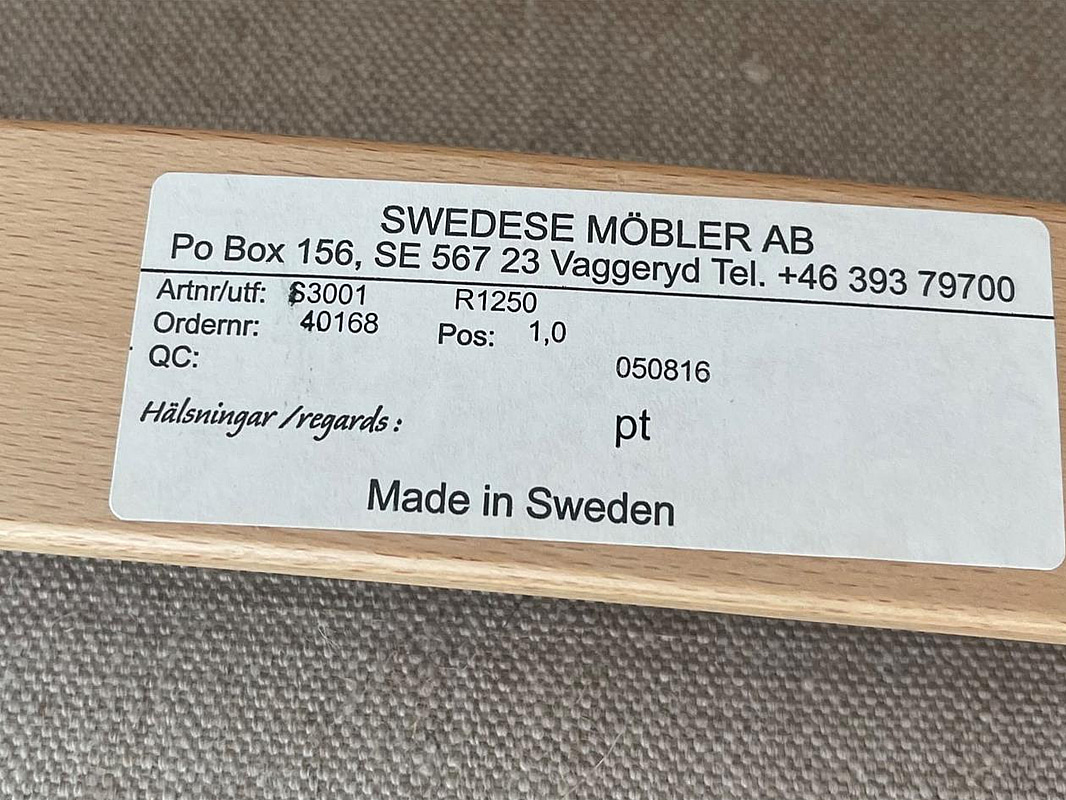 SWEDESE MÖBLER AB
Po Box 156, SE 567 23 Vaggeryd Tel. +46 393 79700
Artnr/utf: S3001 R1250
Ordernr: 40168 Pos: 1,0
QC: 050816
Hälsningar /regards: pt
Made in Sweden